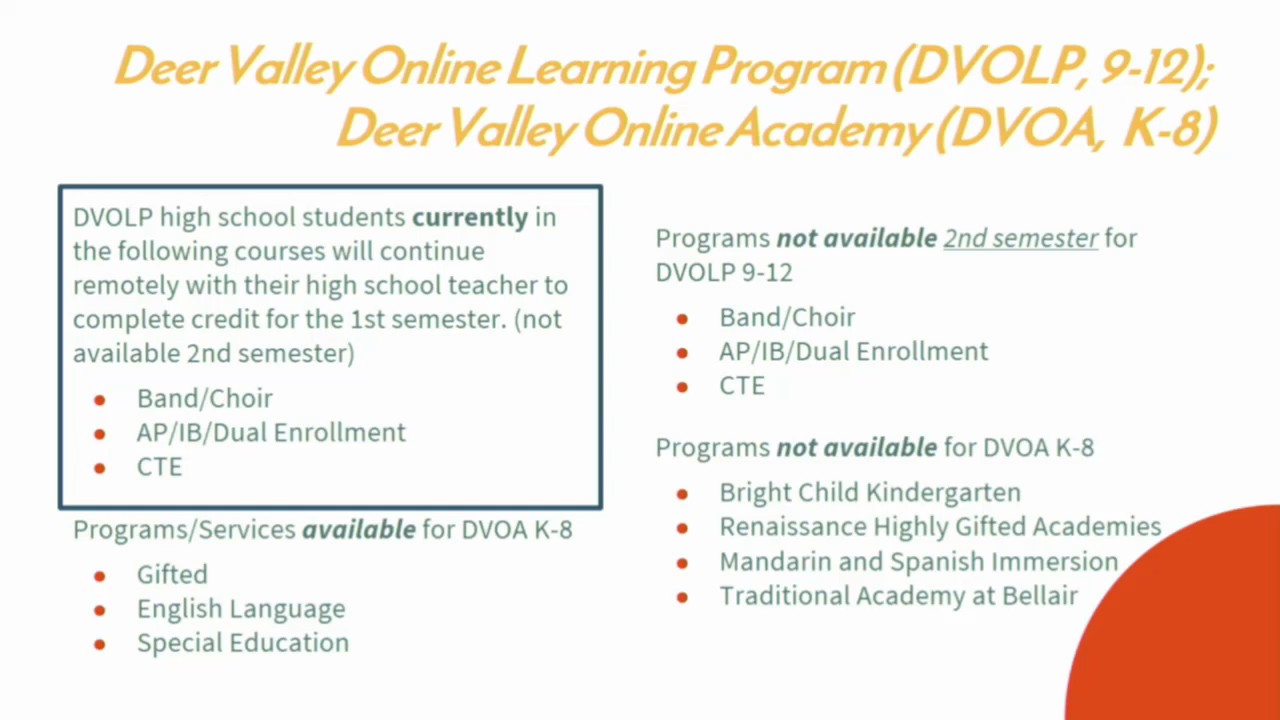 Deer Valley Online Learning Program (DVOLP, 9-12);
Deer Valley Online Academy (DVOA, K-8)
DVOLP high school students currently in
the following courses will continue
remotely with their high school teacher to
complete credit for the 1st semester. (not
available 2nd semester)
● Band/Choir
● AP/IB/Dual Enrollment
● CTE
Programs/Services available for DVOA K-8
● Gifted
● English Language
● Special Education
Programs not available 2nd semester for
DVOLP 9-12
● Band/Choir
● AP/IB/Dual Enrollment
● CTE
Programs not available for DVOA K-8
● Bright Child Kindergarten
● Renaissance Highly Gifted Academies
● Mandarin and Spanish Immersion
● Traditional Academy at Bellair